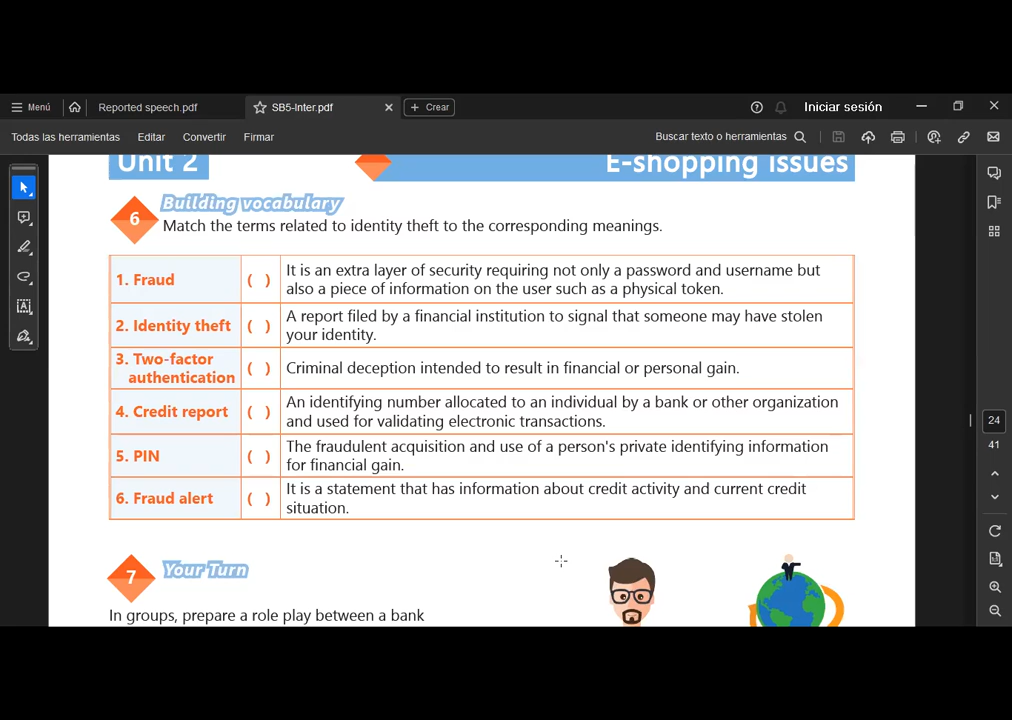 Menú
Reported speech.pdf
SB5-Inter.pdf
Crear
Iniciar sesión
Todas las herramientas
Editar
Convertir
Firmar
Buscar texto o herramientas
Unit 2
E-shopping issues
6
Building vocabulary
Match the terms related to identity theft to the corresponding meanings.
1. Fraud
( )
It is an extra layer of security requiring not only a password and username but
also a piece of information on the user such as a physical token.
2. Identity theft
( )
A report filed by a financial institution to signal that someone may have stolen
your identity.
3. Two-factor
authentication
( )
Criminal deception intended to result in financial or personal gain.
4. Credit report
( )
An identifying number allocated to an individual by a bank or other organization
and used for validating electronic transactions.
5. PIN
( )
The fraudulent acquisition and use of a person's private identifying information
for financial gain.
6. Fraud alert
( )
It is a statement that has information about credit activity and current credit
situation.
7
Your Turn
In groups, prepare a role play between a bank
24
41